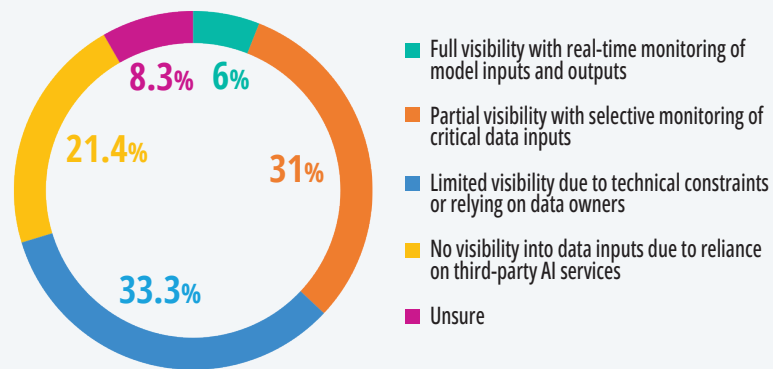 8.3%
6%
21.4%
31%
33.3%
Full visibility with real-time monitoring of
model inputs and outputs
Partial visibility with selective monitoring of
critical data inputs
Limited visibility due to technical constraints
or relying on data owners
No visibility into data inputs due to reliance
on third-party AI services
Unsure